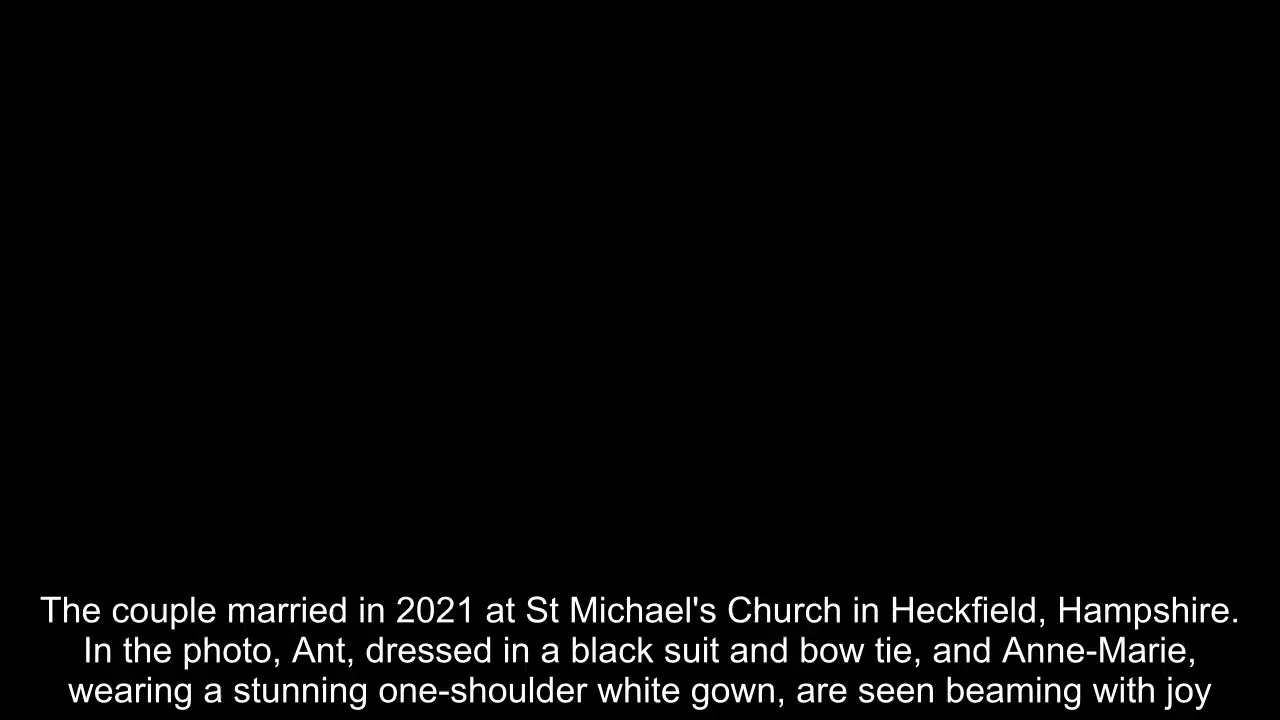 The couple married in 2021 at St Michael's Church in Heckfield, Hampshire.
In the photo, Ant, dressed in a black suit and bow tie, and Anne-Marie,
wearing a stunning one-shoulder white gown, are seen beaming with joy